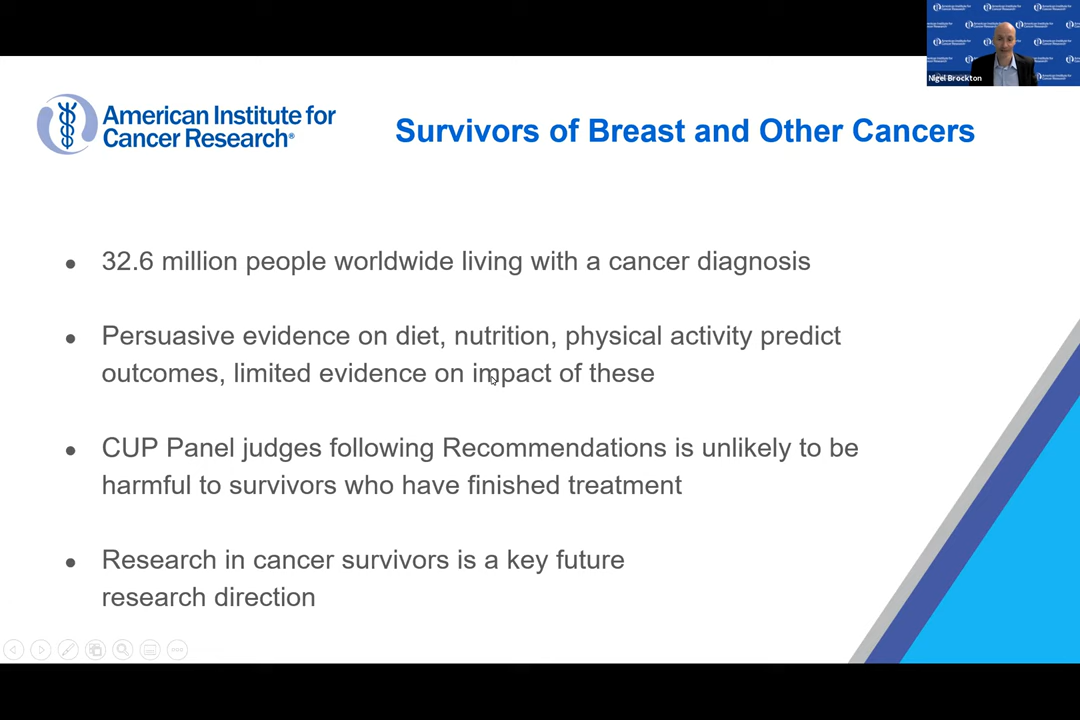 American Institute for
Cancer Research®
Survivors of Breast and Other Cancers
● 32.6 million people worldwide living with a cancer diagnosis
● Persuasive evidence on diet, nutrition, physical activity predict
outcomes, limited evidence on impact of these
● CUP Panel judges following Recommendations is unlikely to be
harmful to survivors who have finished treatment
● Research in cancer survivors is a key future
research direction
Nigel Brockton